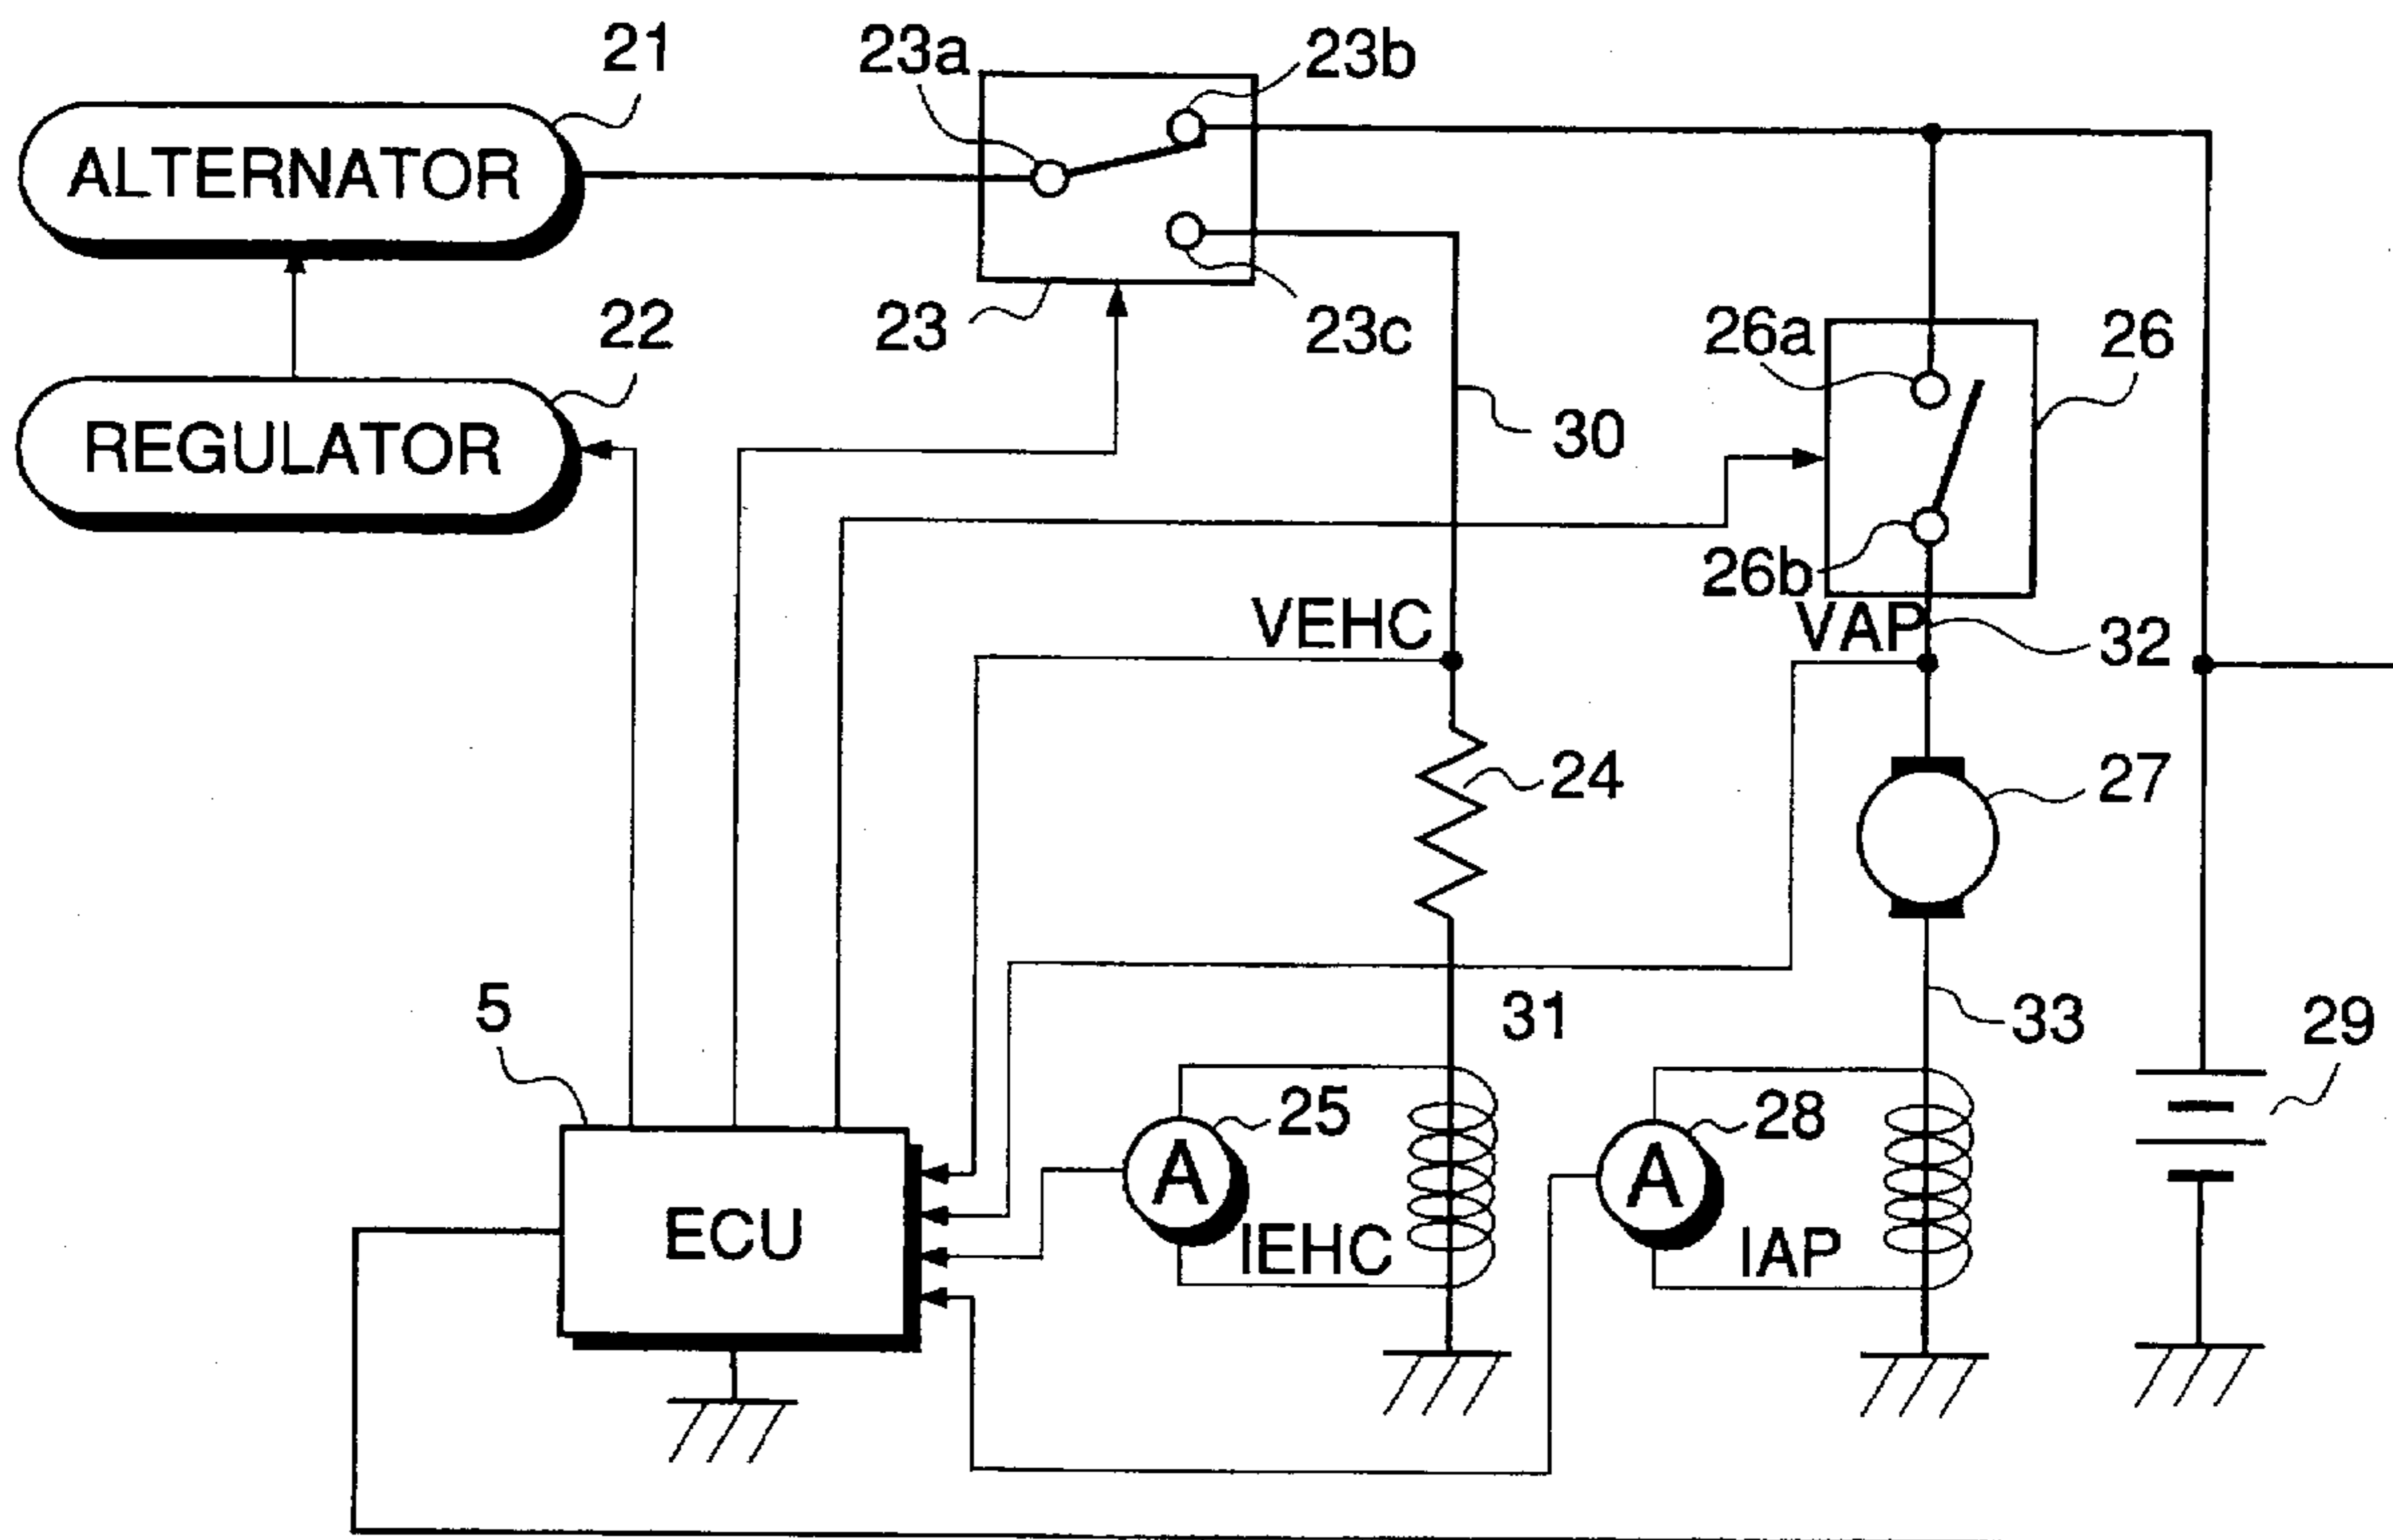 21
23a
23b
ALTERNATOR
23
23c
22
26a
26
REGULATOR
30
26b
VEHC
VAP
32
24
27
5
31
33
29
25
28
A
A
ECU
IEHC
IAP